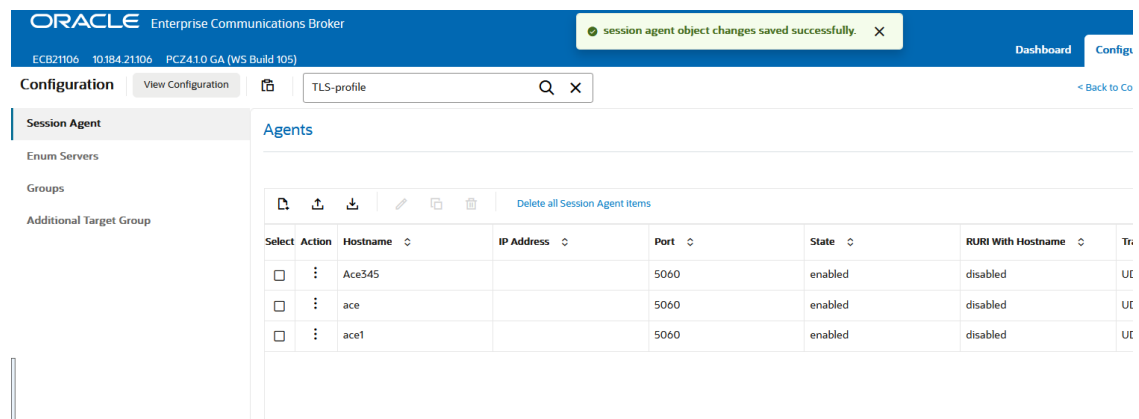 ORACLE Enterprise Communications Broker
session agent object changes saved successfully.
ECB21106 10.184.21.106 PCZ4.1.0 GA (WS Build 105)
Dashboard
Configuration View Configuration
TLS-profile
< Back to Co
Session Agent
Enum Servers
Groups
Additional Target Group
Agents
Delete all Session Agent items
Select Action Hostname IP Address Port State RURI With Hostname
Ace345 5060 enabled disabled
ace 5060 enabled disabled
ace1 5060 enabled disabled